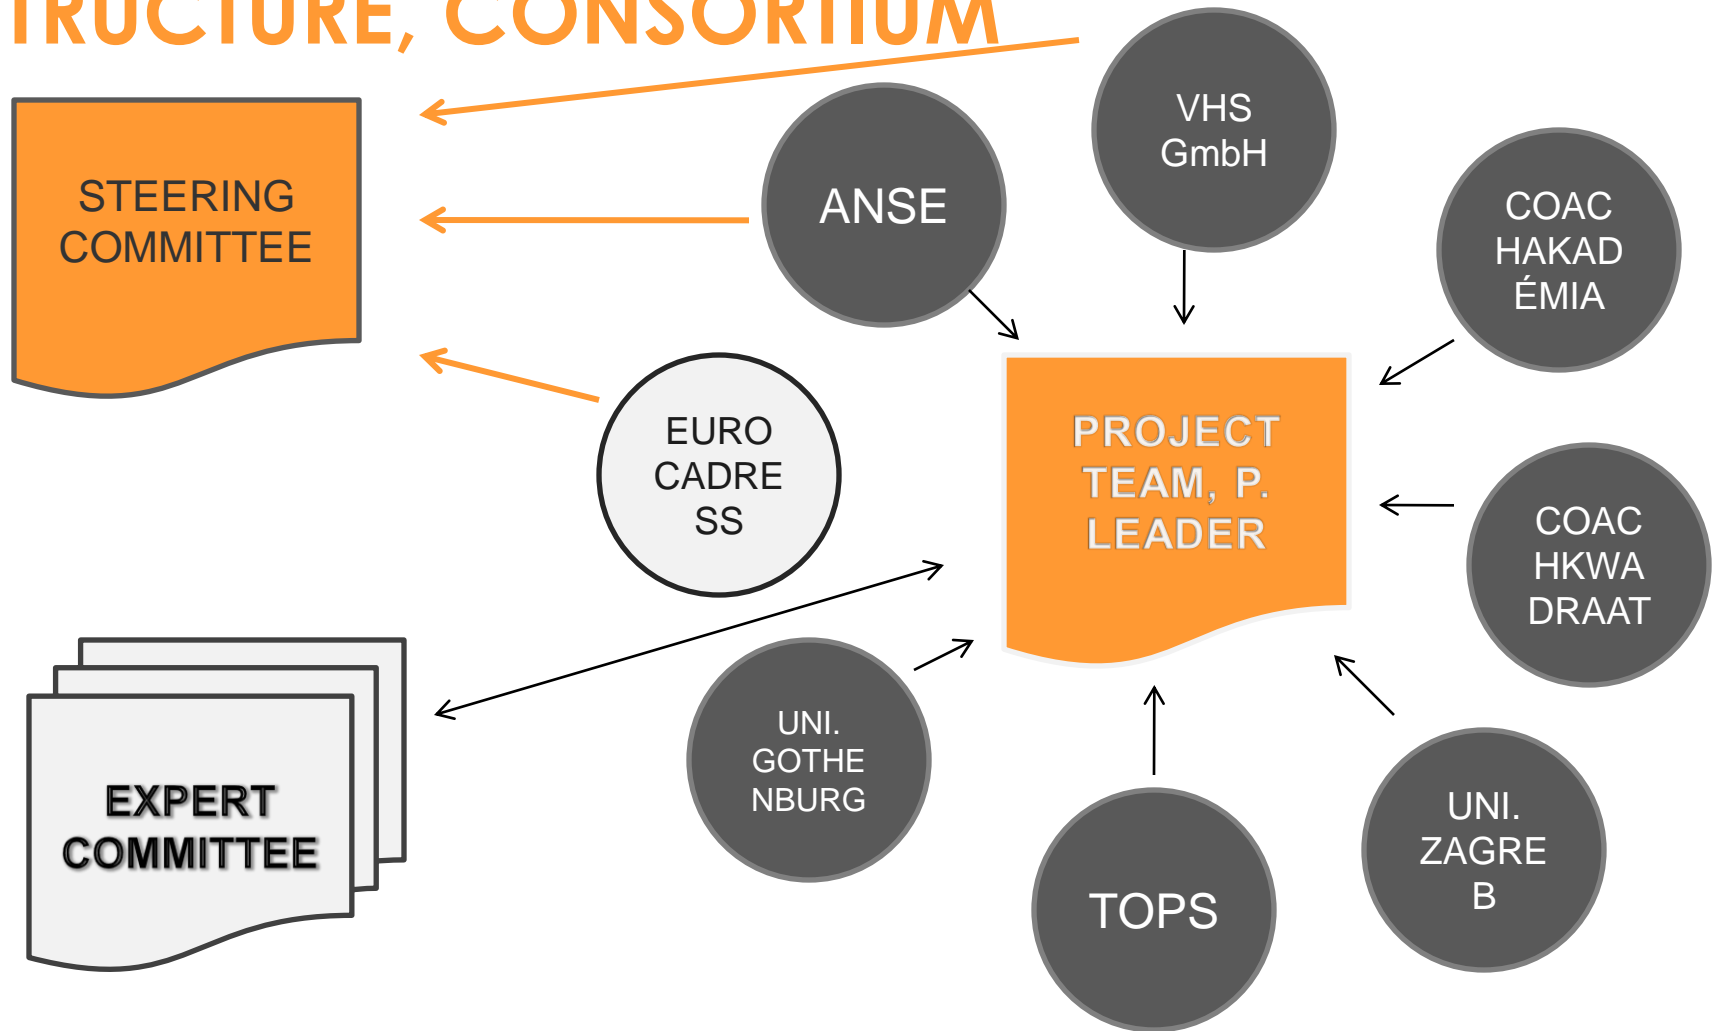 TRUCTURE, CONSORTIUM
STEERING
COMMITTEE
ANSE
VHS
GmbH
COAC
HAKAD
ÉMIA
EURO
CADRE
SS
PROJECT
TEAM, P.
LEADER
COAC
HKWA
DRAAT
EXPERT
COMMITTEE
UNI.
GOTHE
NBURG
TOPS
UNI.
ZAGRE
B